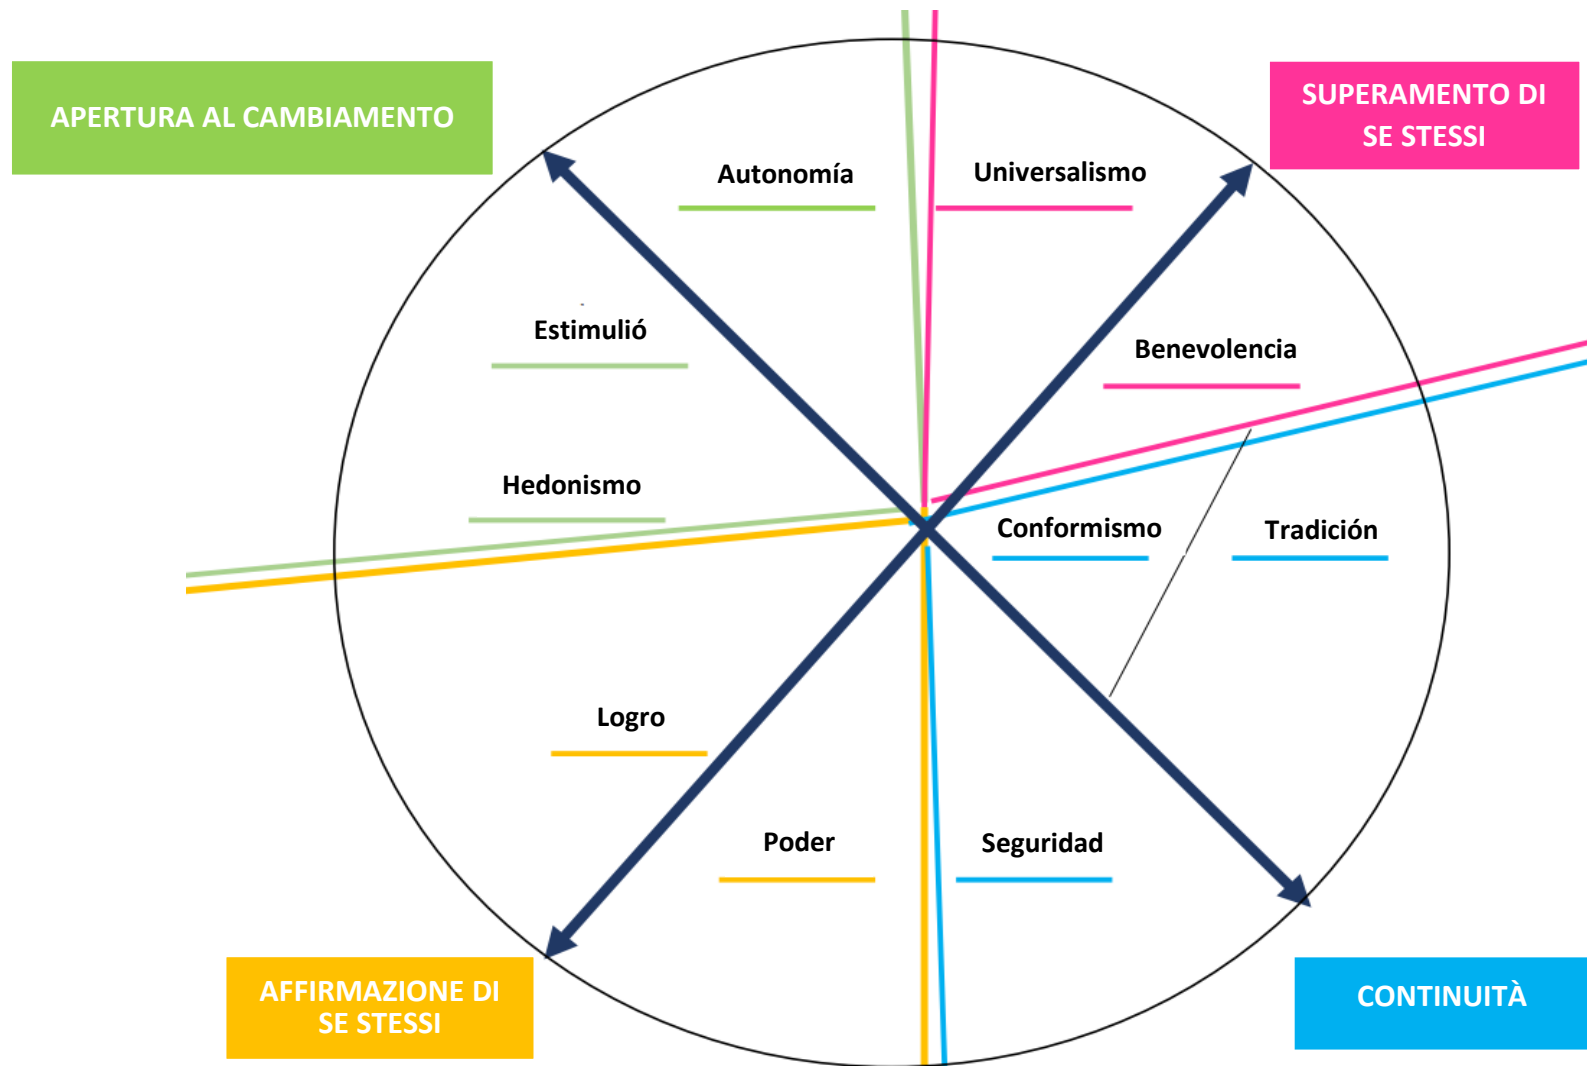 APERTURA AL CAMBIAMENTO
SUPERAMENTO DI
SE STESSI
Autonomía
Universalismo
Estimulió
Benevolencia
Hedonismo
Conformismo
Tradición
Logro
Poder
Seguridad
AFFIRMAZIONE DI
SE STESSI
CONTINUITÀ